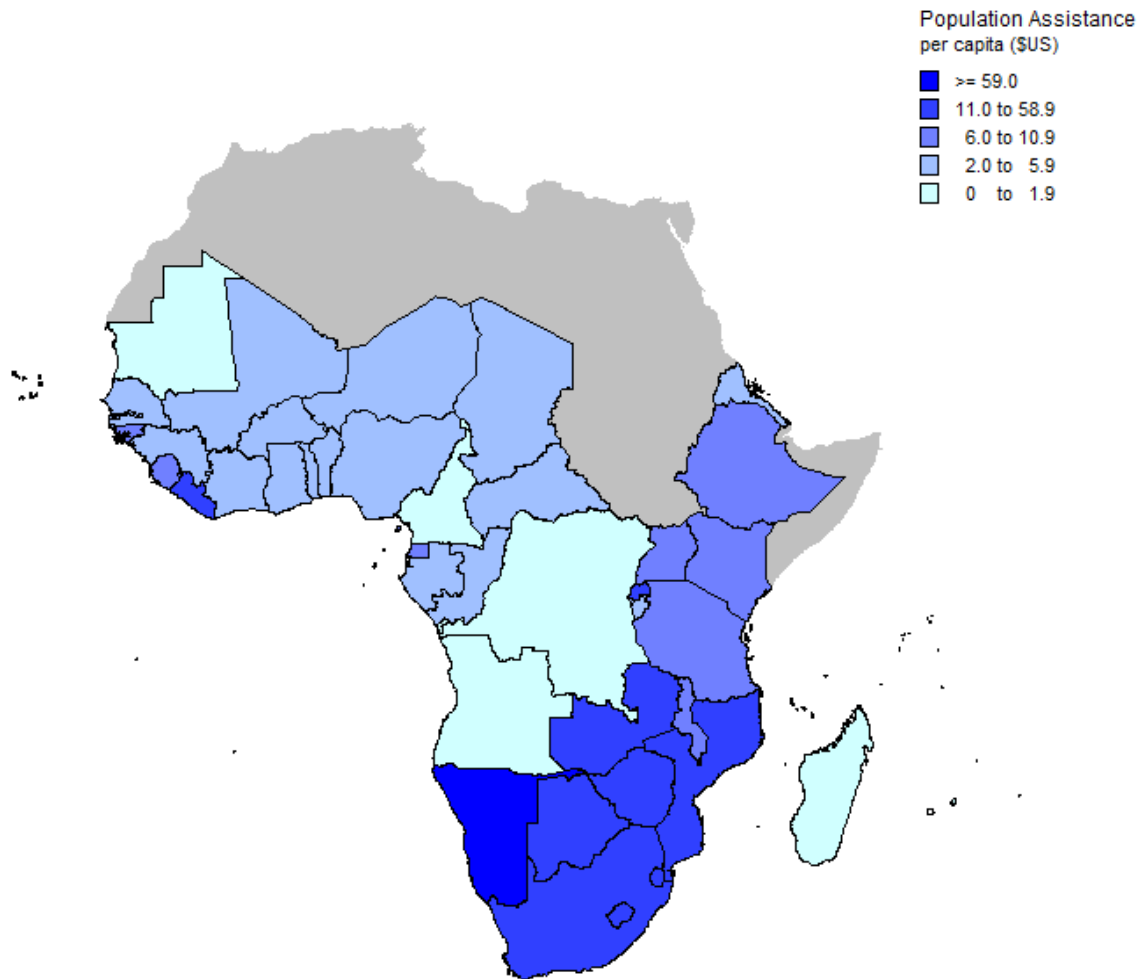 Population Assistance
per capita ($US)
>= 59.0
11.0 to 58.9
6.0 to 10.9
2.0 to 5.9
0 to 1.9